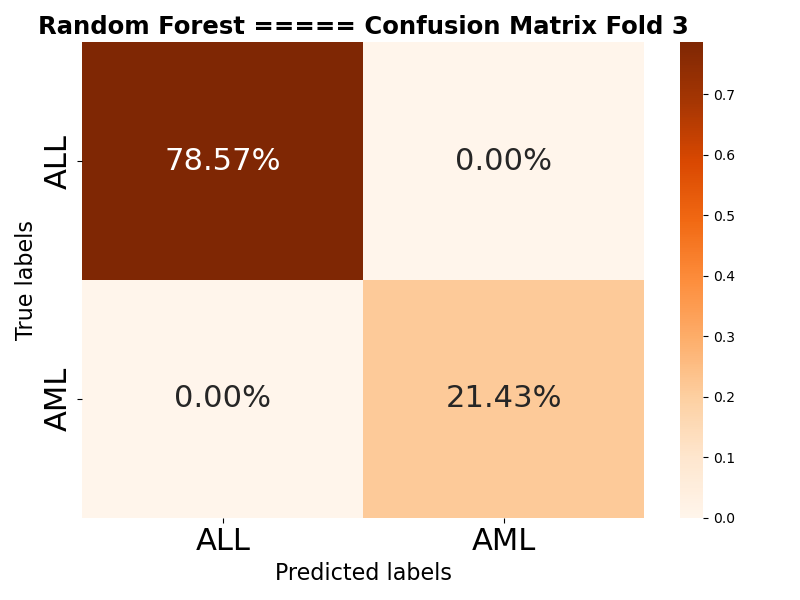 Random Forest ===== Confusion Matrix Fold 3
True labels
ALL
78.57%
0.00%
AML
0.00%
21.43%
ALL
AML
Predicted labels
0.7
0.6
0.5
0.4
0.3
0.2
0.1
0.0